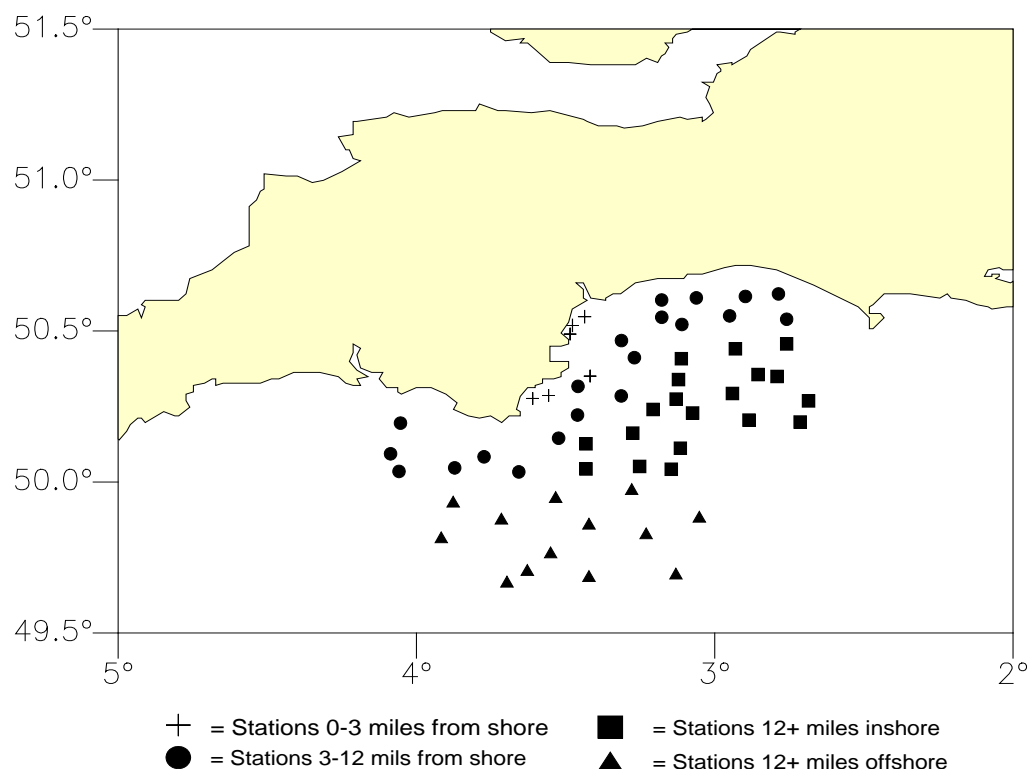 51.5°
51.0°
50.5°
50.0°
49.5°
5° 4° 3° 2°
= Stations 0-3 miles from shore
= Stations 12+ miles inshore
= Stations 3-12 mils from shore
= Stations 12+ miles offshore